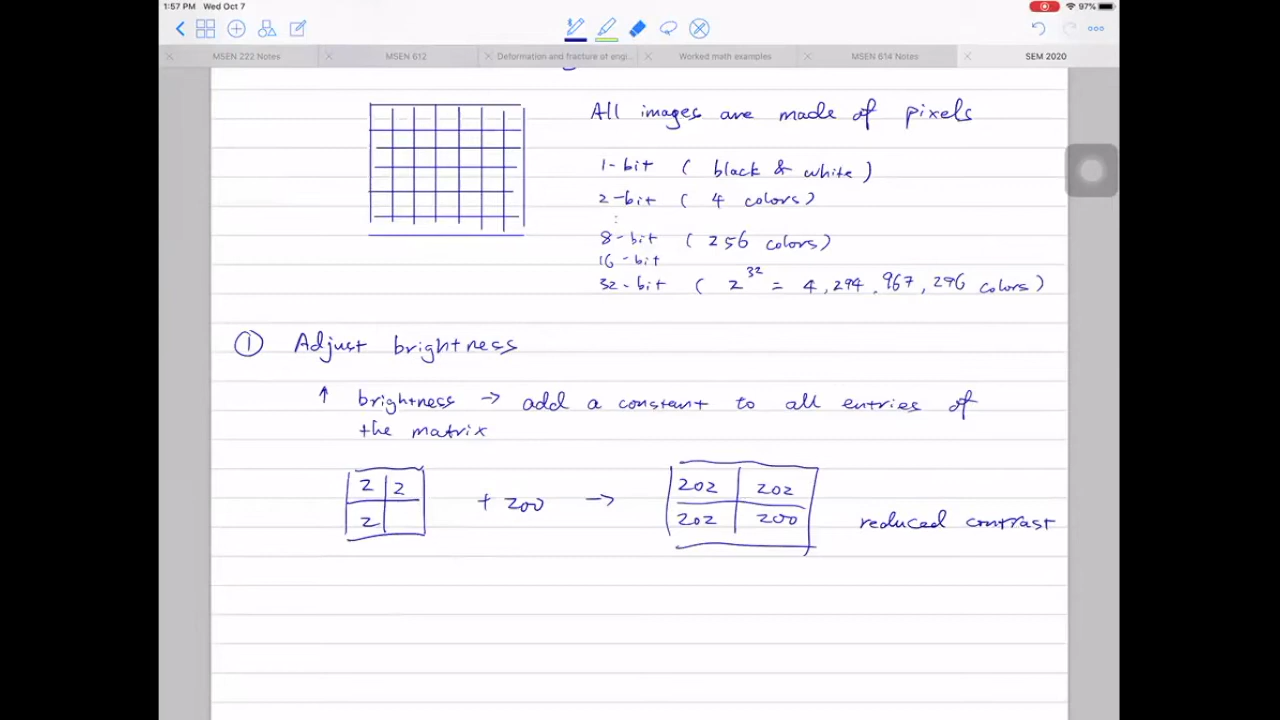 1:57 PM Wed Oct 7
97%
MSEN 222 Notes
MSEN 612
Deformation and fracture of engi...
Worked math examples
MSEN 614 Notes
SEM 2020
All images are made of pixels
1-bit ( black & white )
2-bit ( 4 colors )
:
8-bit ( 256 colors )
16-bit
32-bit ( 2^32 = 4,294,967,296 colors )
① Adjust brightness
↑ brightness → add a constant to all entries of
the matrix
2 2 + 200 → 202 202
2 202 200 reduced contrast